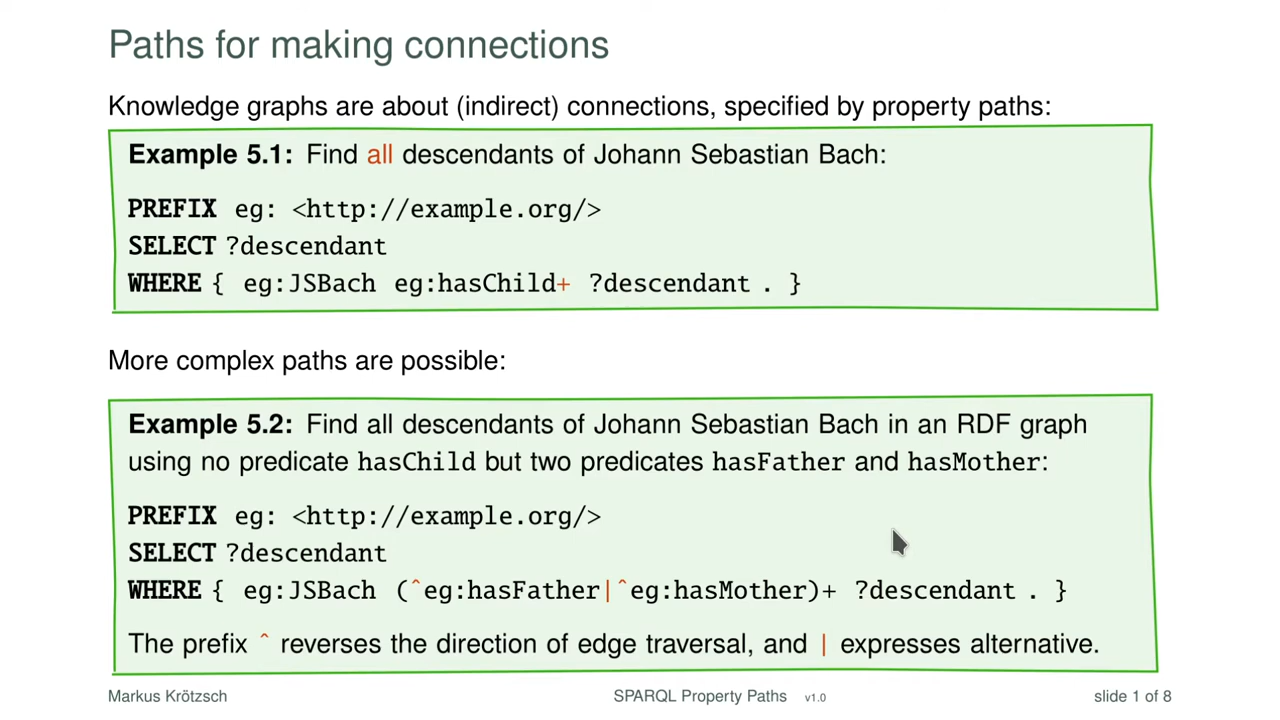 Paths for making connections
Knowledge graphs are about (indirect) connections, specified by property paths:
Example 5.1: Find all descendants of Johann Sebastian Bach:
PREFIX eg: <http://example.org/>
SELECT ?descendant
WHERE { eg:JSBach eg:hasChild+ ?descendant . }
More complex paths are possible:
Example 5.2: Find all descendants of Johann Sebastian Bach in an RDF graph
using no predicate hasChild but two predicates hasFather and hasMother:
PREFIX eg: <http://example.org/>
SELECT ?descendant
WHERE { eg:JSBach (^eg:hasFather|^eg:hasMother)+ ?descendant . }
The prefix ^ reverses the direction of edge traversal, and | expresses alternative.
Markus Krötzsch SPARQL Property Paths v1.0 slide 1 of 8